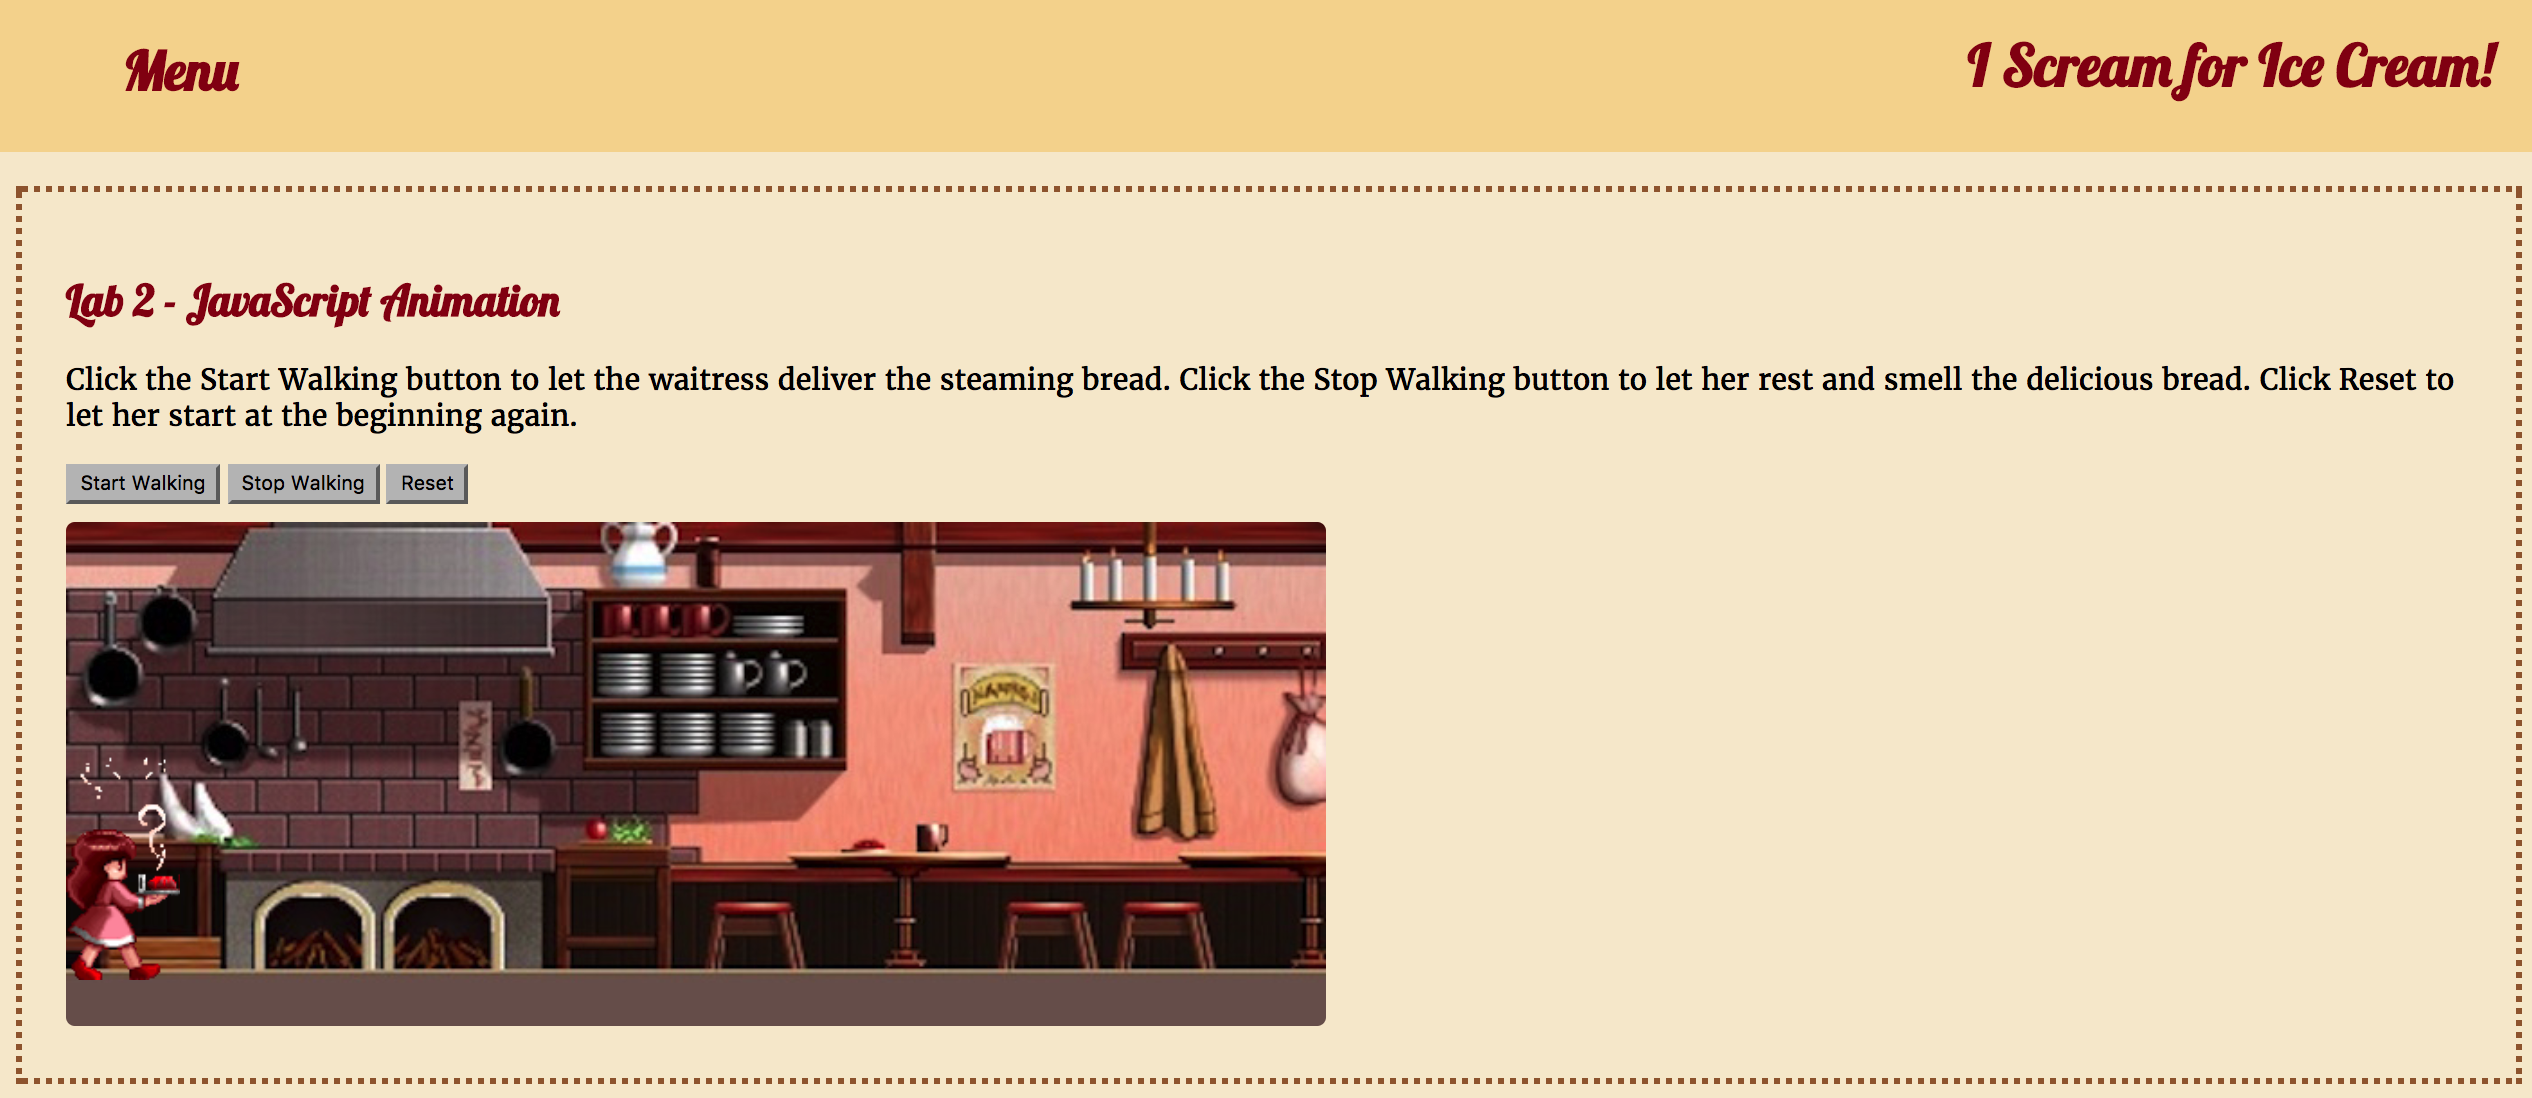 Menu
I Scream for Ice Cream!
Lab 2 - JavaScript Animation
Click the Start Walking button to let the waitress deliver the steaming bread. Click the Stop Walking button to let her rest and smell the delicious bread. Click Reset to
let her start at the beginning again.
Start Walking
Stop Walking
Reset